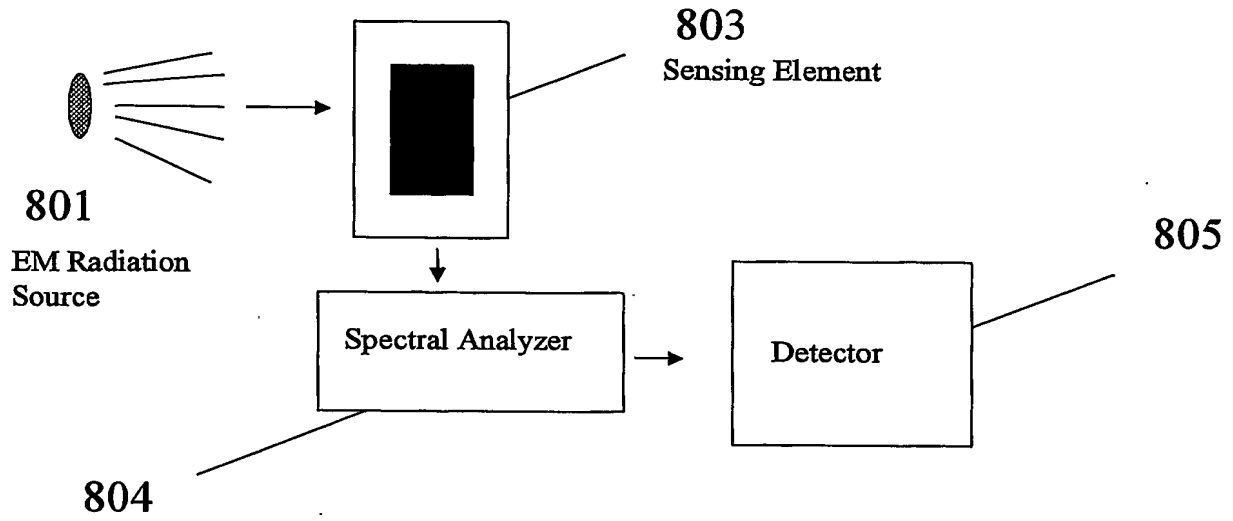 803
Sensing Element
801
EM Radiation
Source
805
Spectral Analyzer
Detector
804